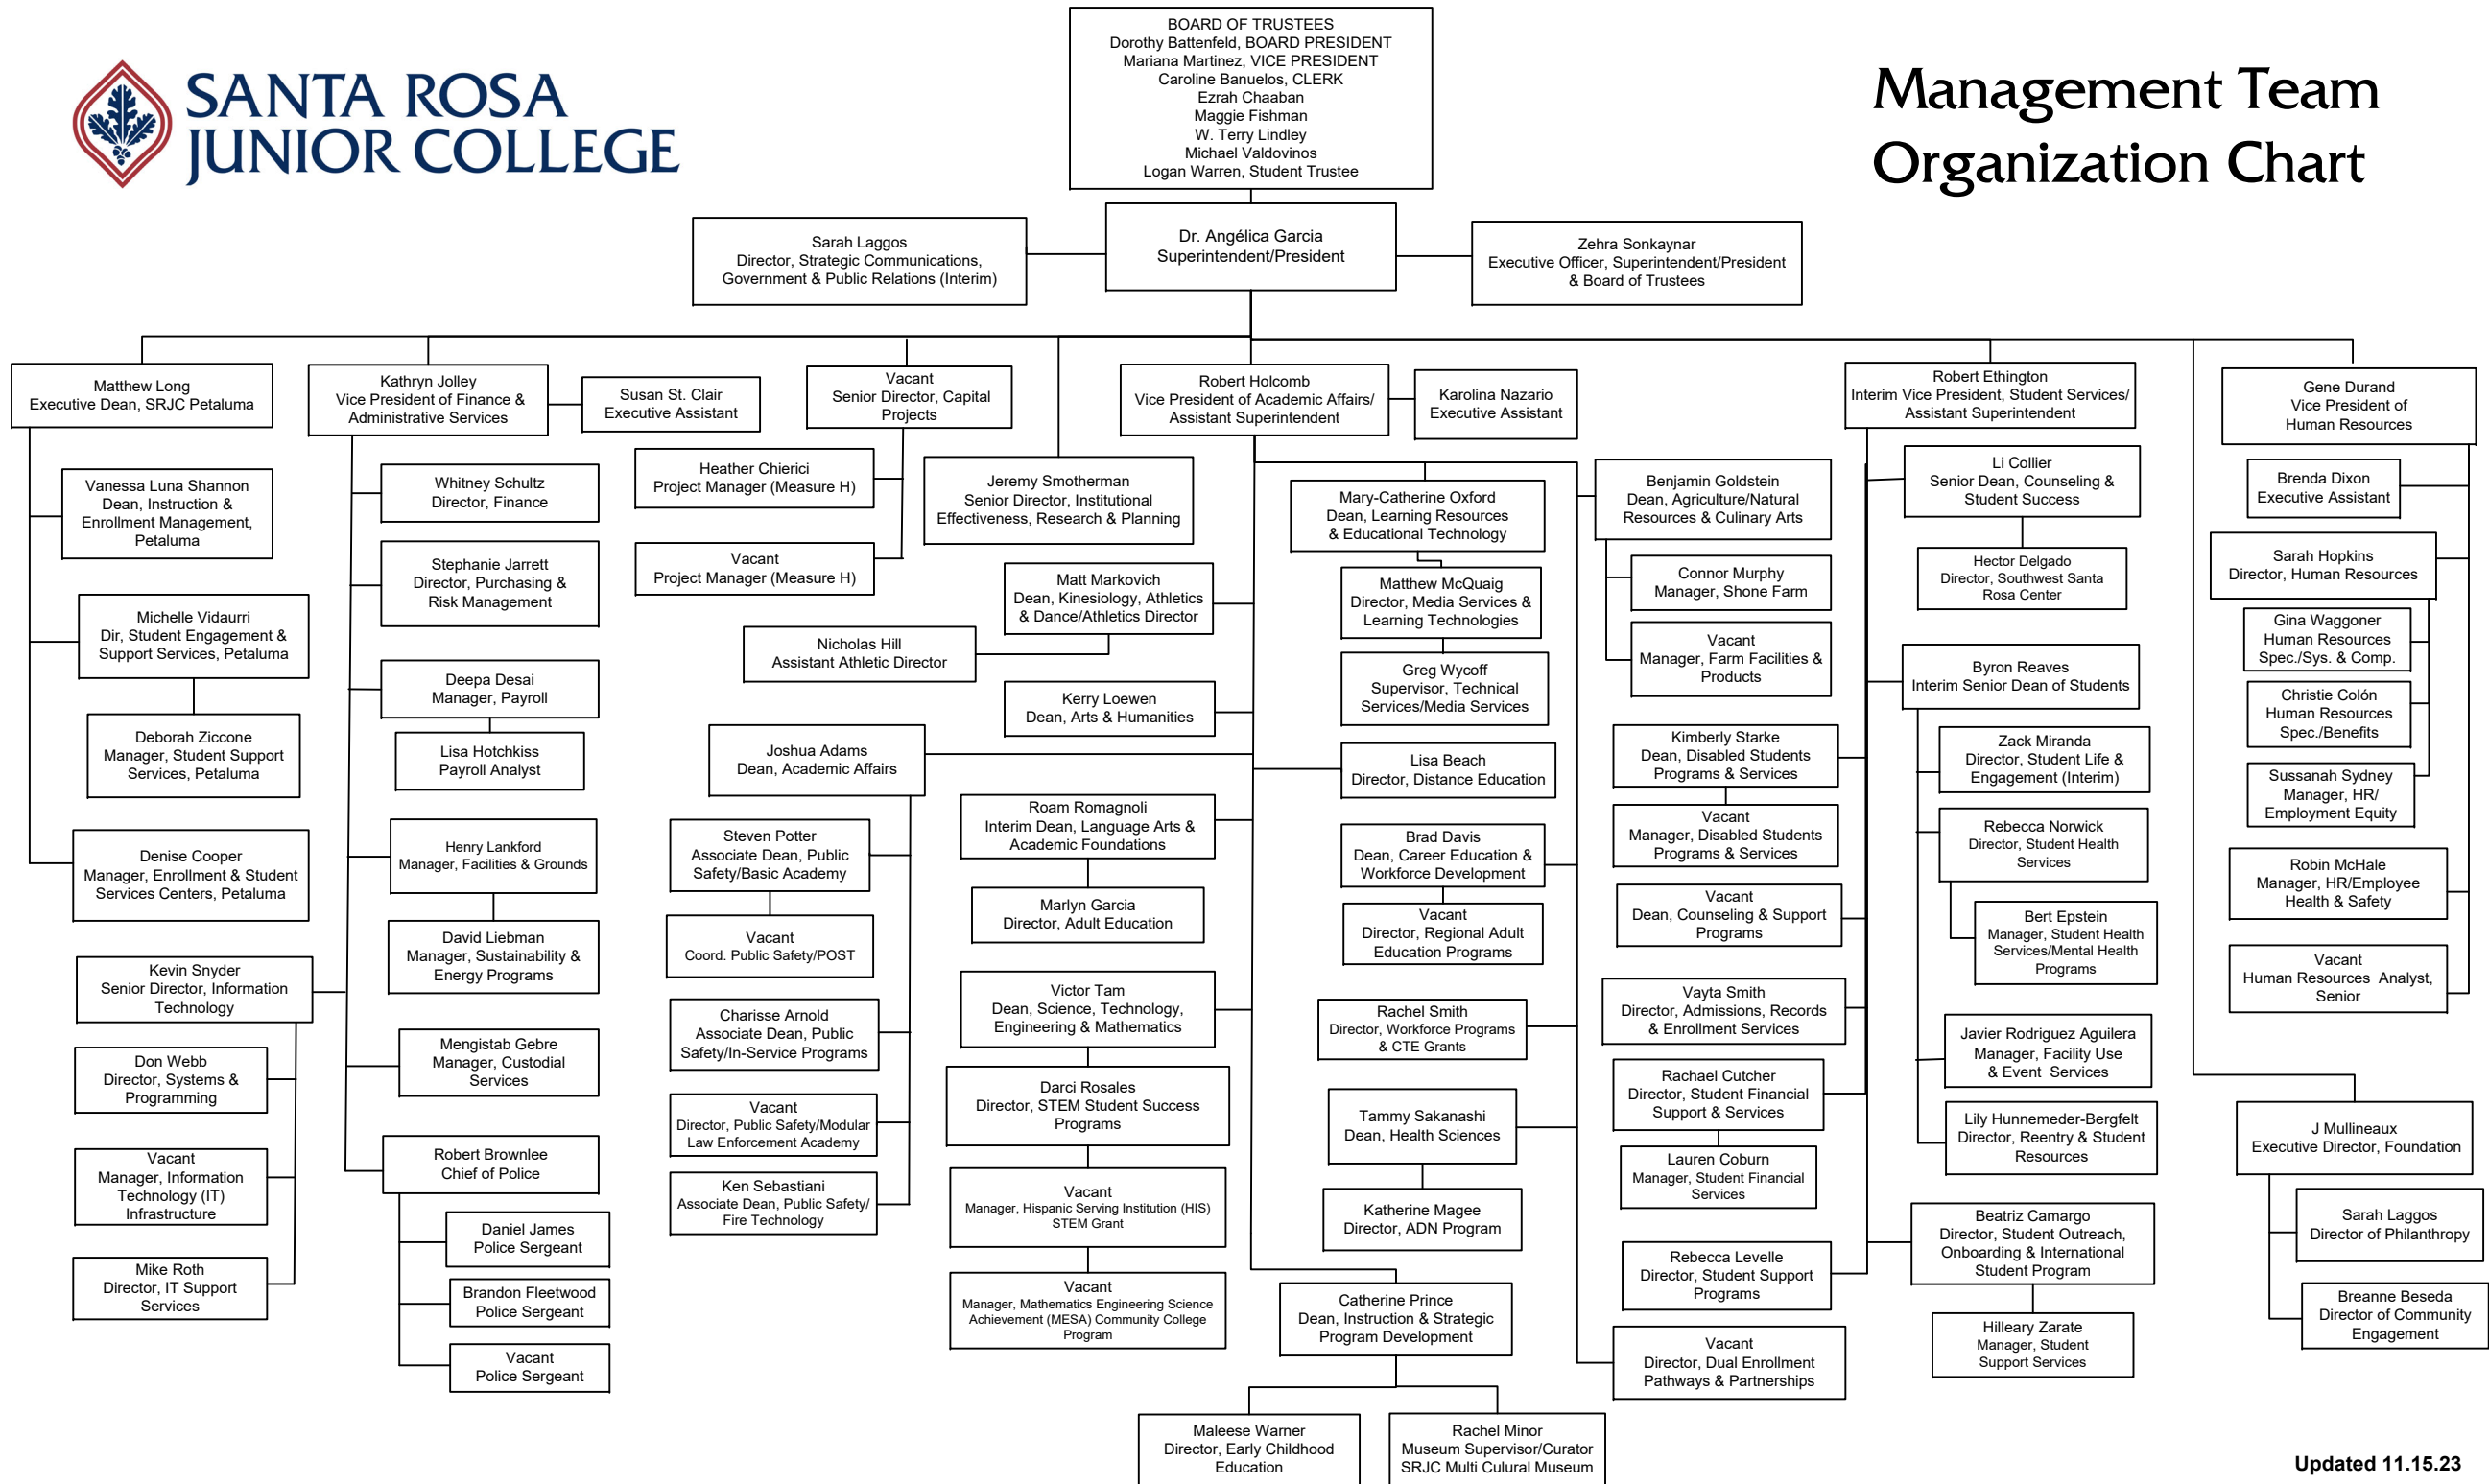 BOARD OF TRUSTEES
Dorothy Battenfeld, BOARD PRESIDENT
Mariana Martinez, VICE PRESIDENT
Caroline Banuelos, CLERK
Ezrah Chaaban
Maggie Fishman
W. Terry Lindley
Michael Valdovinos
Logan Warren, Student Trustee
SANTA ROSA
JUNIOR COLLEGE
Management Team
Organization Chart
Sarah Laggos
Director, Strategic Communications,
Government & Public Relations (Interim)
Dr. Angélica Garcia
Superintendent/President
Zehra Sonkaynar
Executive Officer, Superintendent/President
& Board of Trustees
Matthew Long
Executive Dean, SRJC Petaluma
Vanessa Luna Shannon
Dean, Instruction &
Enrollment Management,
Petaluma
Michelle Vidaurri
Dir, Student Engagement &
Support Services, Petaluma
Deborah Ziccone
Manager, Student Support
Services, Petaluma
Denise Cooper
Manager, Enrollment & Student
Services Centers, Petaluma
Kathryn Jolley
Vice President of Finance &
Administrative Services
Susan St. Clair
Executive Assistant
Whitney Schultz
Director, Finance
Stephanie Jarrett
Director, Purchasing &
Risk Management
Deepa Desai
Manager, Payroll
Lisa Hotchkiss
Payroll Analyst
Henry Lankford
Manager, Facilities & Grounds
David Liebman
Manager, Sustainability &
Energy Programs
Kevin Snyder
Senior Director, Information
Technology
Don Webb
Director, Systems &
Programming
Vacant
Manager, Information
Technology (IT)
Infrastructure
Mike Roth
Director, IT Support
Services
Mengistab Gebre
Manager, Custodial
Services
Robert Brownlee
Chief of Police
Daniel James
Police Sergeant
Brandon Fleetwood
Police Sergeant
Vacant
Police Sergeant
Vacant
Senior Director, Capital
Projects
Heather Chierici
Project Manager (Measure H)
Vacant
Project Manager (Measure H)
Jeremy Smotherman
Senior Director, Institutional
Effectiveness, Research & Planning
Robert Holcomb
Vice President of Academic Affairs/
Assistant Superintendent
Karolina Nazario
Executive Assistant
Matt Markovich
Dean, Kinesiology, Athletics
& Dance/Athletics Director
Nicholas Hill
Assistant Athletic Director
Kerry Loewen
Dean, Arts & Humanities
Joshua Adams
Dean, Academic Affairs
Steven Potter
Associate Dean, Public
Safety/Basic Academy
Vacant
Coord. Public Safety/POST
Charisse Arnold
Associate Dean, Public
Safety/In-Service Programs
Vacant
Director, Public Safety/Modular
Law Enforcement Academy
Ken Sebastiani
Associate Dean, Public Safety/
Fire Technology
Roam Romagnoli
Interim Dean, Language Arts &
Academic Foundations
Marlyn Garcia
Director, Adult Education
Victor Tam
Dean, Science, Technology,
Engineering & Mathematics
Darci Rosales
Director, STEM Student Success
Programs
Vacant
Manager, Hispanic Serving Institution (HIS)
STEM Grant
Vacant
Manager, Mathematics Engineering Science
Achievement (MESA) Community College
Program
Mary-Catherine Oxford
Dean, Learning Resources
& Educational Technology
Matthew McQuaig
Director, Media Services &
Learning Technologies
Greg Wycoff
Supervisor, Technical
Services/Media Services
Lisa Beach
Director, Distance Education
Brad Davis
Dean, Career Education &
Workforce Development
Vacant
Director, Regional Adult
Education Programs
Rachel Smith
Director, Workforce Programs
& CTE Grants
Tammy Sakanashi
Dean, Health Sciences
Katherine Magee
Director, ADN Program
Catherine Prince
Dean, Instruction & Strategic
Program Development
Maleese Warner
Director, Early Childhood
Education
Rachel Minor
Museum Supervisor/Curator
SRJC Multi Culural Museum
Benjamin Goldstein
Dean, Agriculture/Natural
Resources & Culinary Arts
Connor Murphy
Manager, Shone Farm
Vacant
Manager, Farm Facilities &
Products
Vacant
Director, Dual Enrollment
Pathways & Partnerships
Robert Ethington
Interim Vice President, Student Services/
Assistant Superintendent
Li Collier
Senior Dean, Counseling &
Student Success
Hector Delgado
Director, Southwest Santa
Rosa Center
Byron Reaves
Interim Senior Dean of Students
Zack Miranda
Director, Student Life &
Engagement (Interim)
Rebecca Norwick
Director, Student Health
Services
Bert Epstein
Manager, Student Health
Services/Mental Health
Programs
Javier Rodriguez Aguilera
Manager, Facility Use
& Event Services
Lily Hunnemeder-Bergfelt
Director, Reentry & Student
Resources
Kimberly Starke
Dean, Disabled Students
Programs & Services
Vacant
Manager, Disabled Students
Programs & Services
Vacant
Dean, Counseling & Support
Programs
Vayta Smith
Director, Admissions, Records
& Enrollment Services
Rachael Cutcher
Director, Student Financial
Support & Services
Lauren Coburn
Manager, Student Financial
Services
Rebecca Levelle
Director, Student Support
Programs
Beatriz Camargo
Director, Student Outreach,
Onboarding & International
Student Program
Hilleary Zarate
Manager, Student
Support Services
Gene Durand
Vice President of
Human Resources
Brenda Dixon
Executive Assistant
Sarah Hopkins
Director, Human Resources
Gina Waggoner
Human Resources
Spec./Sys. & Comp.
Christie Colón
Human Resources
Spec./Benefits
Sussanah Sydney
Manager, HR/
Employment Equity
Robin McHale
Manager, HR/Employee
Health & Safety
Vacant
Human Resources Analyst,
Senior
J Mullineaux
Executive Director, Foundation
Sarah Laggos
Director of Philanthropy
Breanne Beseda
Director of Community
Engagement
Updated 11.15.23